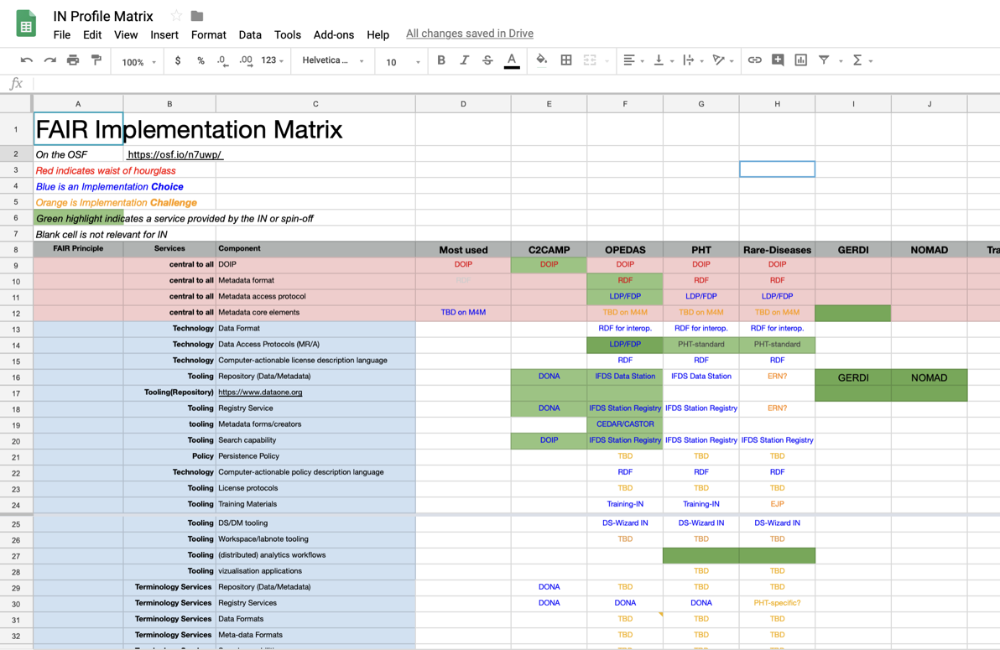 IN Profile Matrix
File Edit View Insert Format Data Tools Add-ons Help All changes saved in Drive
100% $ % .0 .00 123 Helvetica ... 10 B I S A Σ
fx
A B C D E F G H I J
1 FAIR Implementation Matrix
2 On the OSF https://osf.io/n7uwp/
3 Red indicates waist of hourglass
4 Blue is an Implementation Choice
5 Orange is Implementation Challenge
6 Green highlight indicates a service provided by the IN or spin-off
7 Blank cell is not relevant for IN
8 FAIR Principle Services Component Most used C2CAMP OPEDAS PHT Rare-Diseases GERDI NOMAD Tra
9 central to all DOIP DOIP DOIP DOIP DOIP DOIP
10 central to all Metadata format RDF RDF RDF RDF
11 central to all Metadata access protocol LDP/FDP LDP/FDP LDP/FDP
12 central to all Metadata core elements TBD on M4M TBD on M4M TBD on M4M TBD on M4M
13 Technology Data Format RDF for interop. RDF for interop. RDF for interop.
14 Technology Data Access Protocols (MR/A) LDP/FDP PHT-standard PHT-standard
15 Technology Computer-actionable license description language RDF RDF RDF
16 Tooling Repository (Data/Metadata) DONA IFDS Data Station IFDS Data Station ERN? GERDI NOMAD
17 Tooling(Repository) https://www.dataone.org
18 Tooling Registry Service DONA IFDS Station Registry IFDS Station Registry ERN?
19 tooling Metadata forms/creators CEDAR/CASTOR
20 Tooling Search capability DOIP IFDS Station Registry IFDS Station Registry IFDS Station Registry
21 Policy Persistence Policy TBD TBD TBD
22 Technology Computer-actionable policy description language RDF RDF RDF
23 Tooling License protocols TBD TBD TBD
24 Tooling Training Materials Training-IN Training-IN EJP
25 Tooling DS/DM tooling DS-Wizard IN DS-Wizard IN DS-Wizard IN
26 Tooling Workspace/labnote tooling TBD TBD TBD
27 Tooling (distributed) analytics workflows
28 Tooling vizualisation applications TBD TBD
29 Terminology Services Repository (Data/Metadata) DONA TBD TBD TBD
30 Terminology Services Registry Services DONA DONA DONA PHT-specific?
31 Terminology Services Data Formats TBD TBD TBD
32 Terminology Services Meta-data Formats TBD TBD TBD